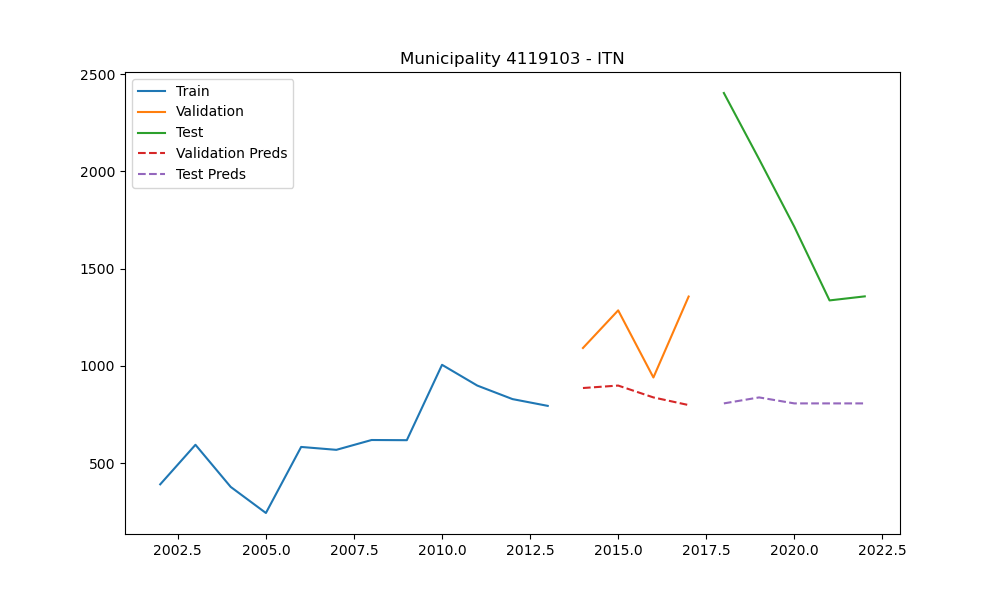 Municipality 4119103 - ITN
2500
2000
1500
1000
500
Train
Validation
Test
Validation Preds
Test Preds
2002.5 2005.0 2007.5 2010.0 2012.5 2015.0 2017.5 2020.0 2022.5